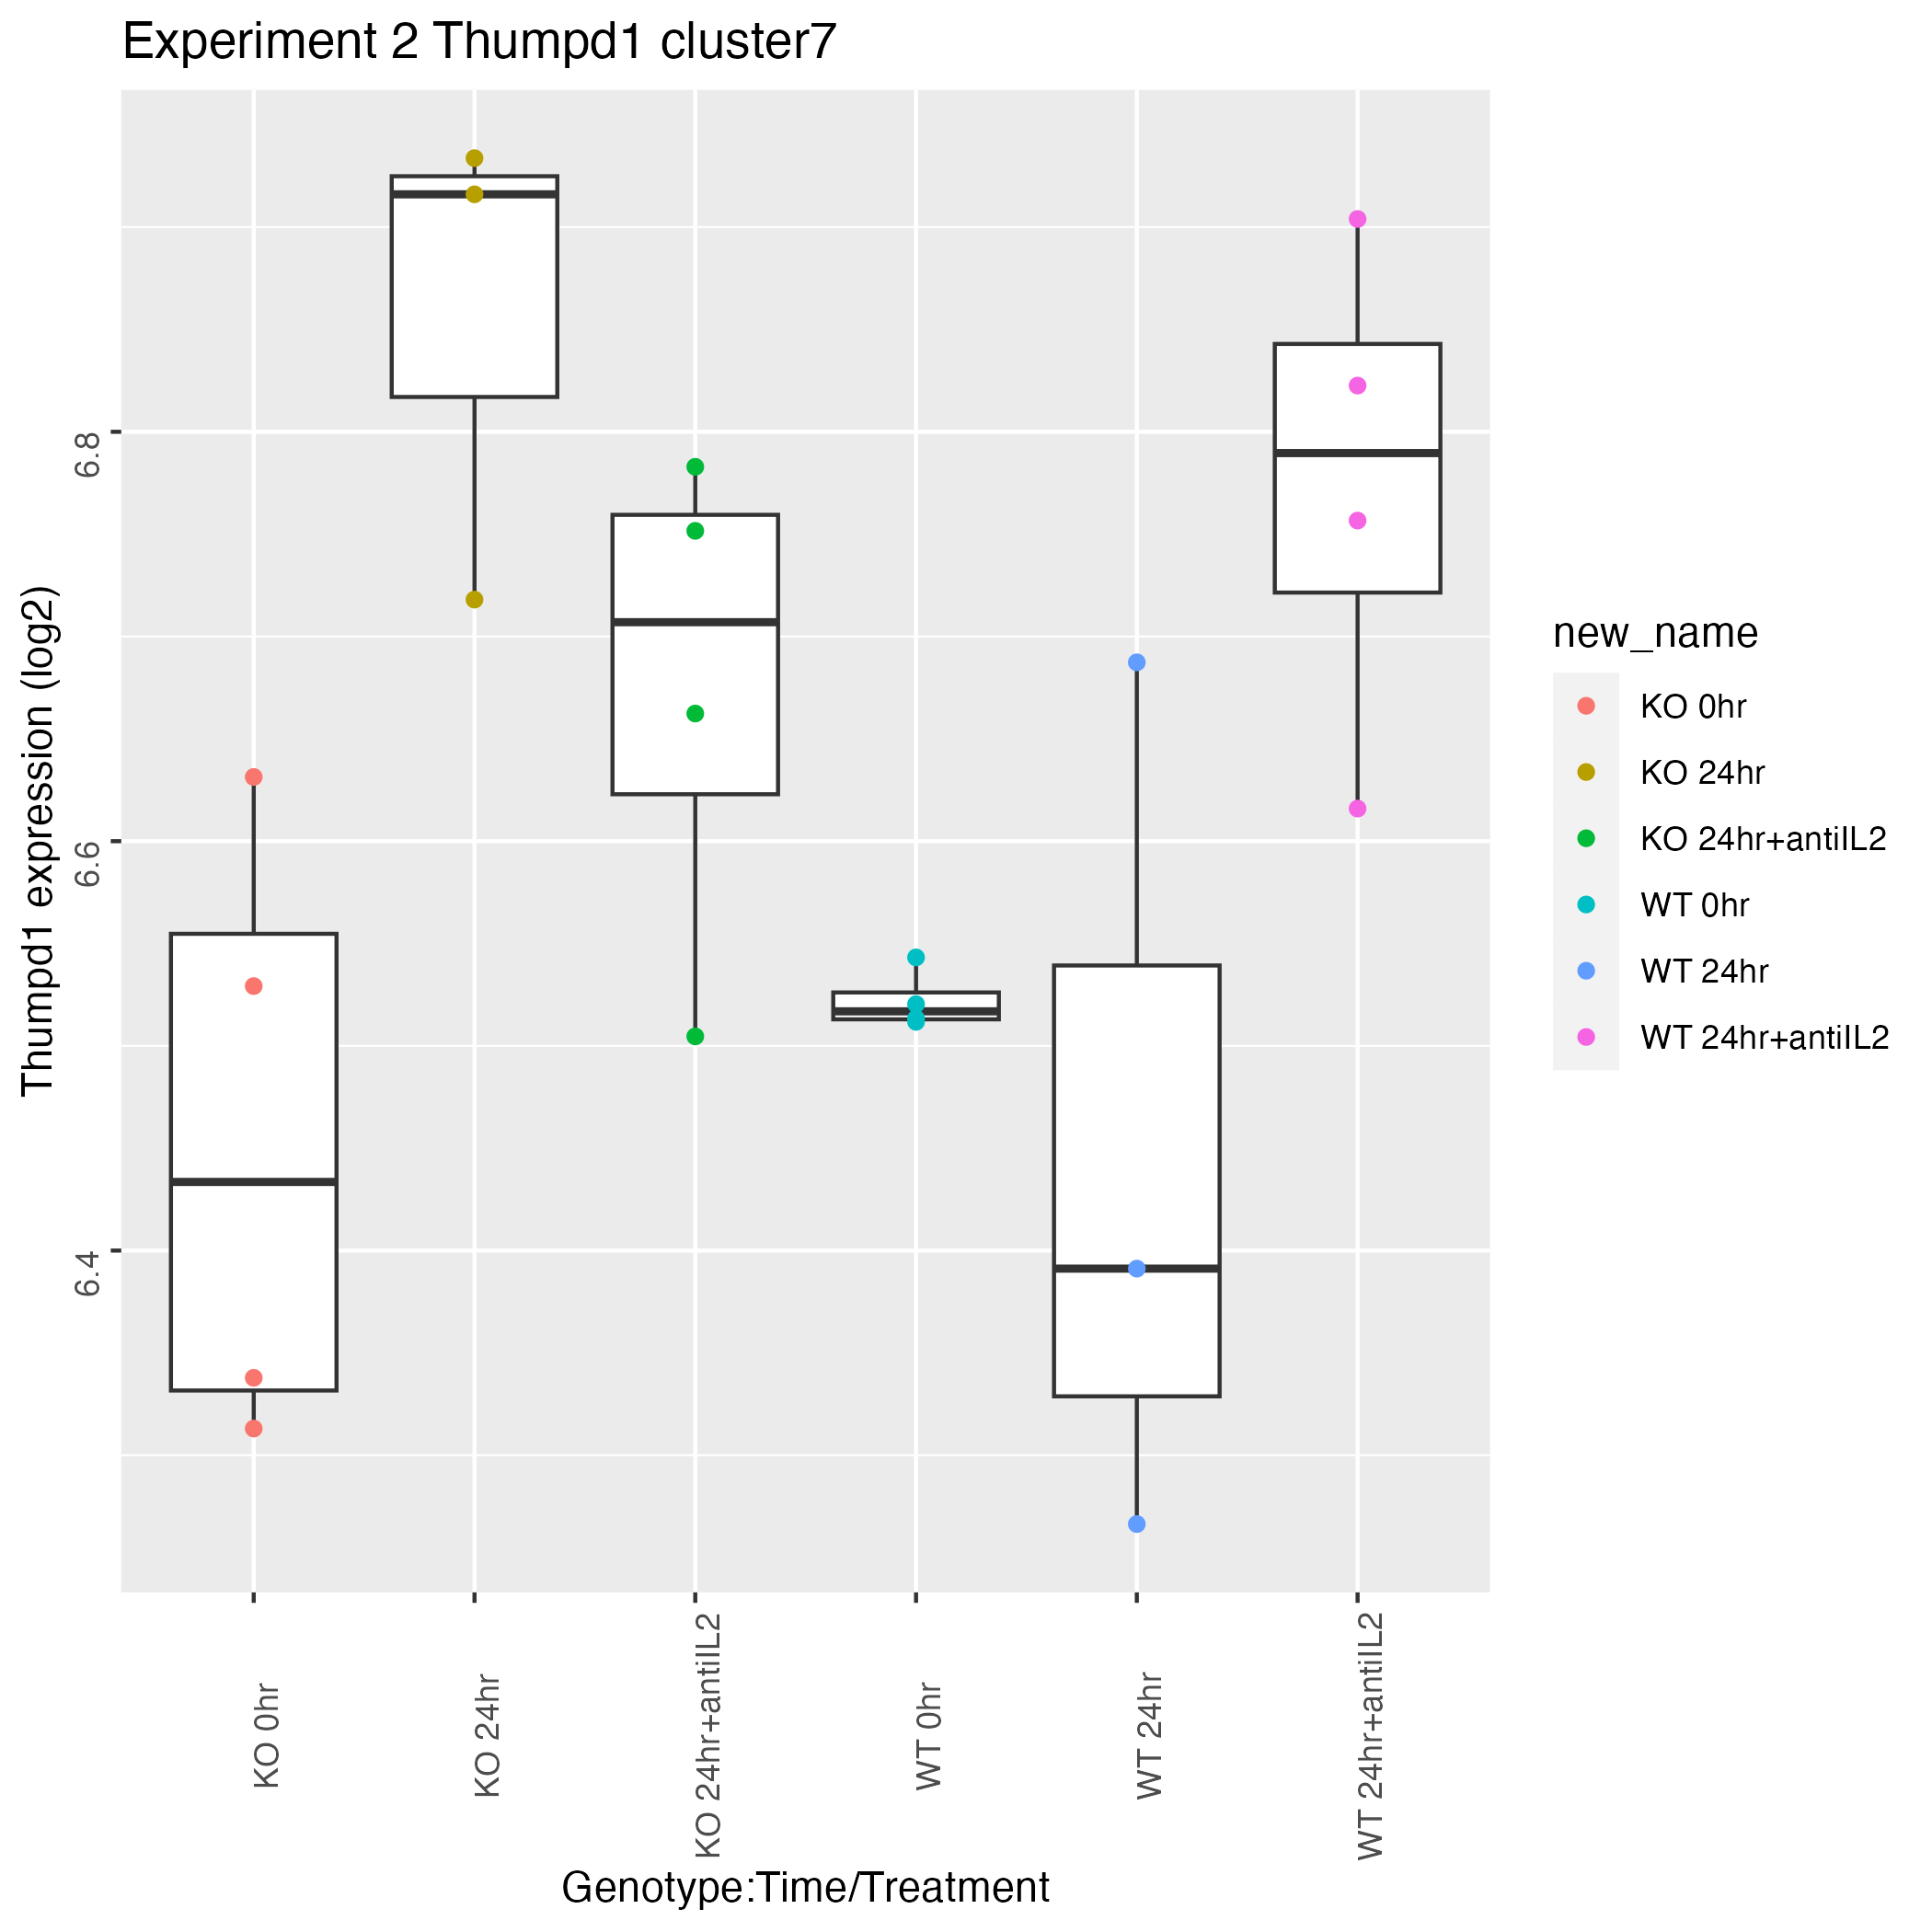 Experiment 2 Thumpd1 cluster7
Thumpd1 expression (log2)
6.8
6.6
6.4
KO 0hr
KO 24hr
KO 24hr+antiIL2
WT 0hr
WT 24hr
WT 24hr+antiIL2
Genotype:Time/Treatment
new_name
KO 0hr
KO 24hr
KO 24hr+antiIL2
WT 0hr
WT 24hr
WT 24hr+antiIL2